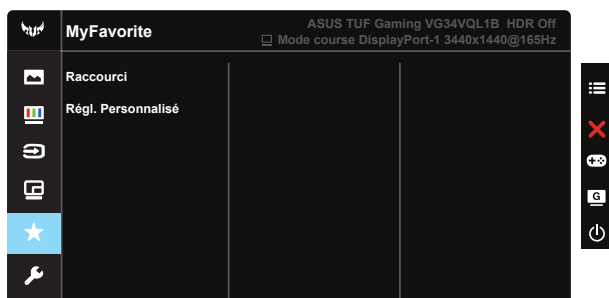 MyFavorite
ASUS TUF Gaming VG34VQL1B HDR Off
Mode course DisplayPort-1 3440x1440@165Hz
Raccourci
Régl. Personnalisé
G